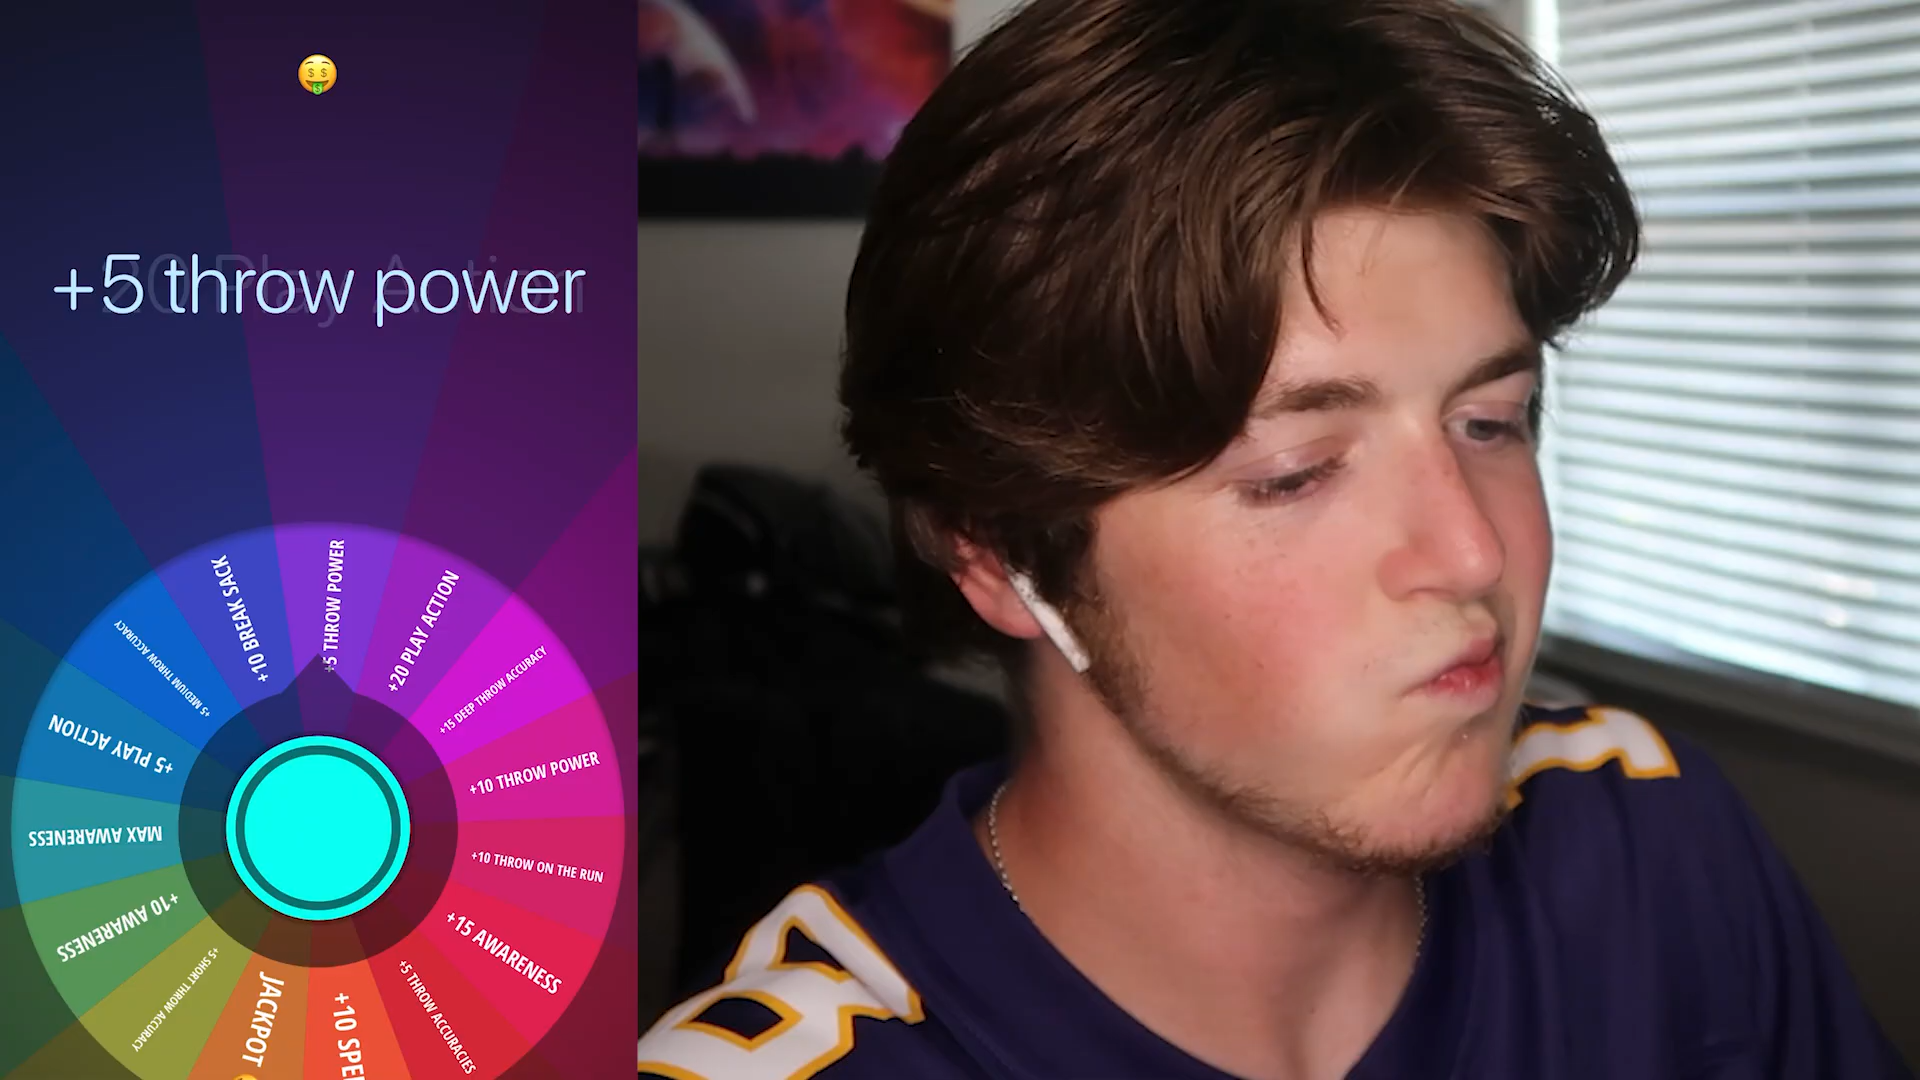 +5 throw power
+10 BREAK SACK
+5 THROW POWER
+20 PLAY ACTION
+15 DEEP THROW ACCURACY
+10 THROW POWER
+10 THROW ON THE RUN
+15 AWARENESS
+5 THROW ACCURACIES
+10 SPE
JACKPOT
+5 SHORT THROW ACCURACY
+10 AWARENESS
MAX AWARENESS
+5 PLAY ACTION
+5 MEDIUM THROW ACCURACY
8
1